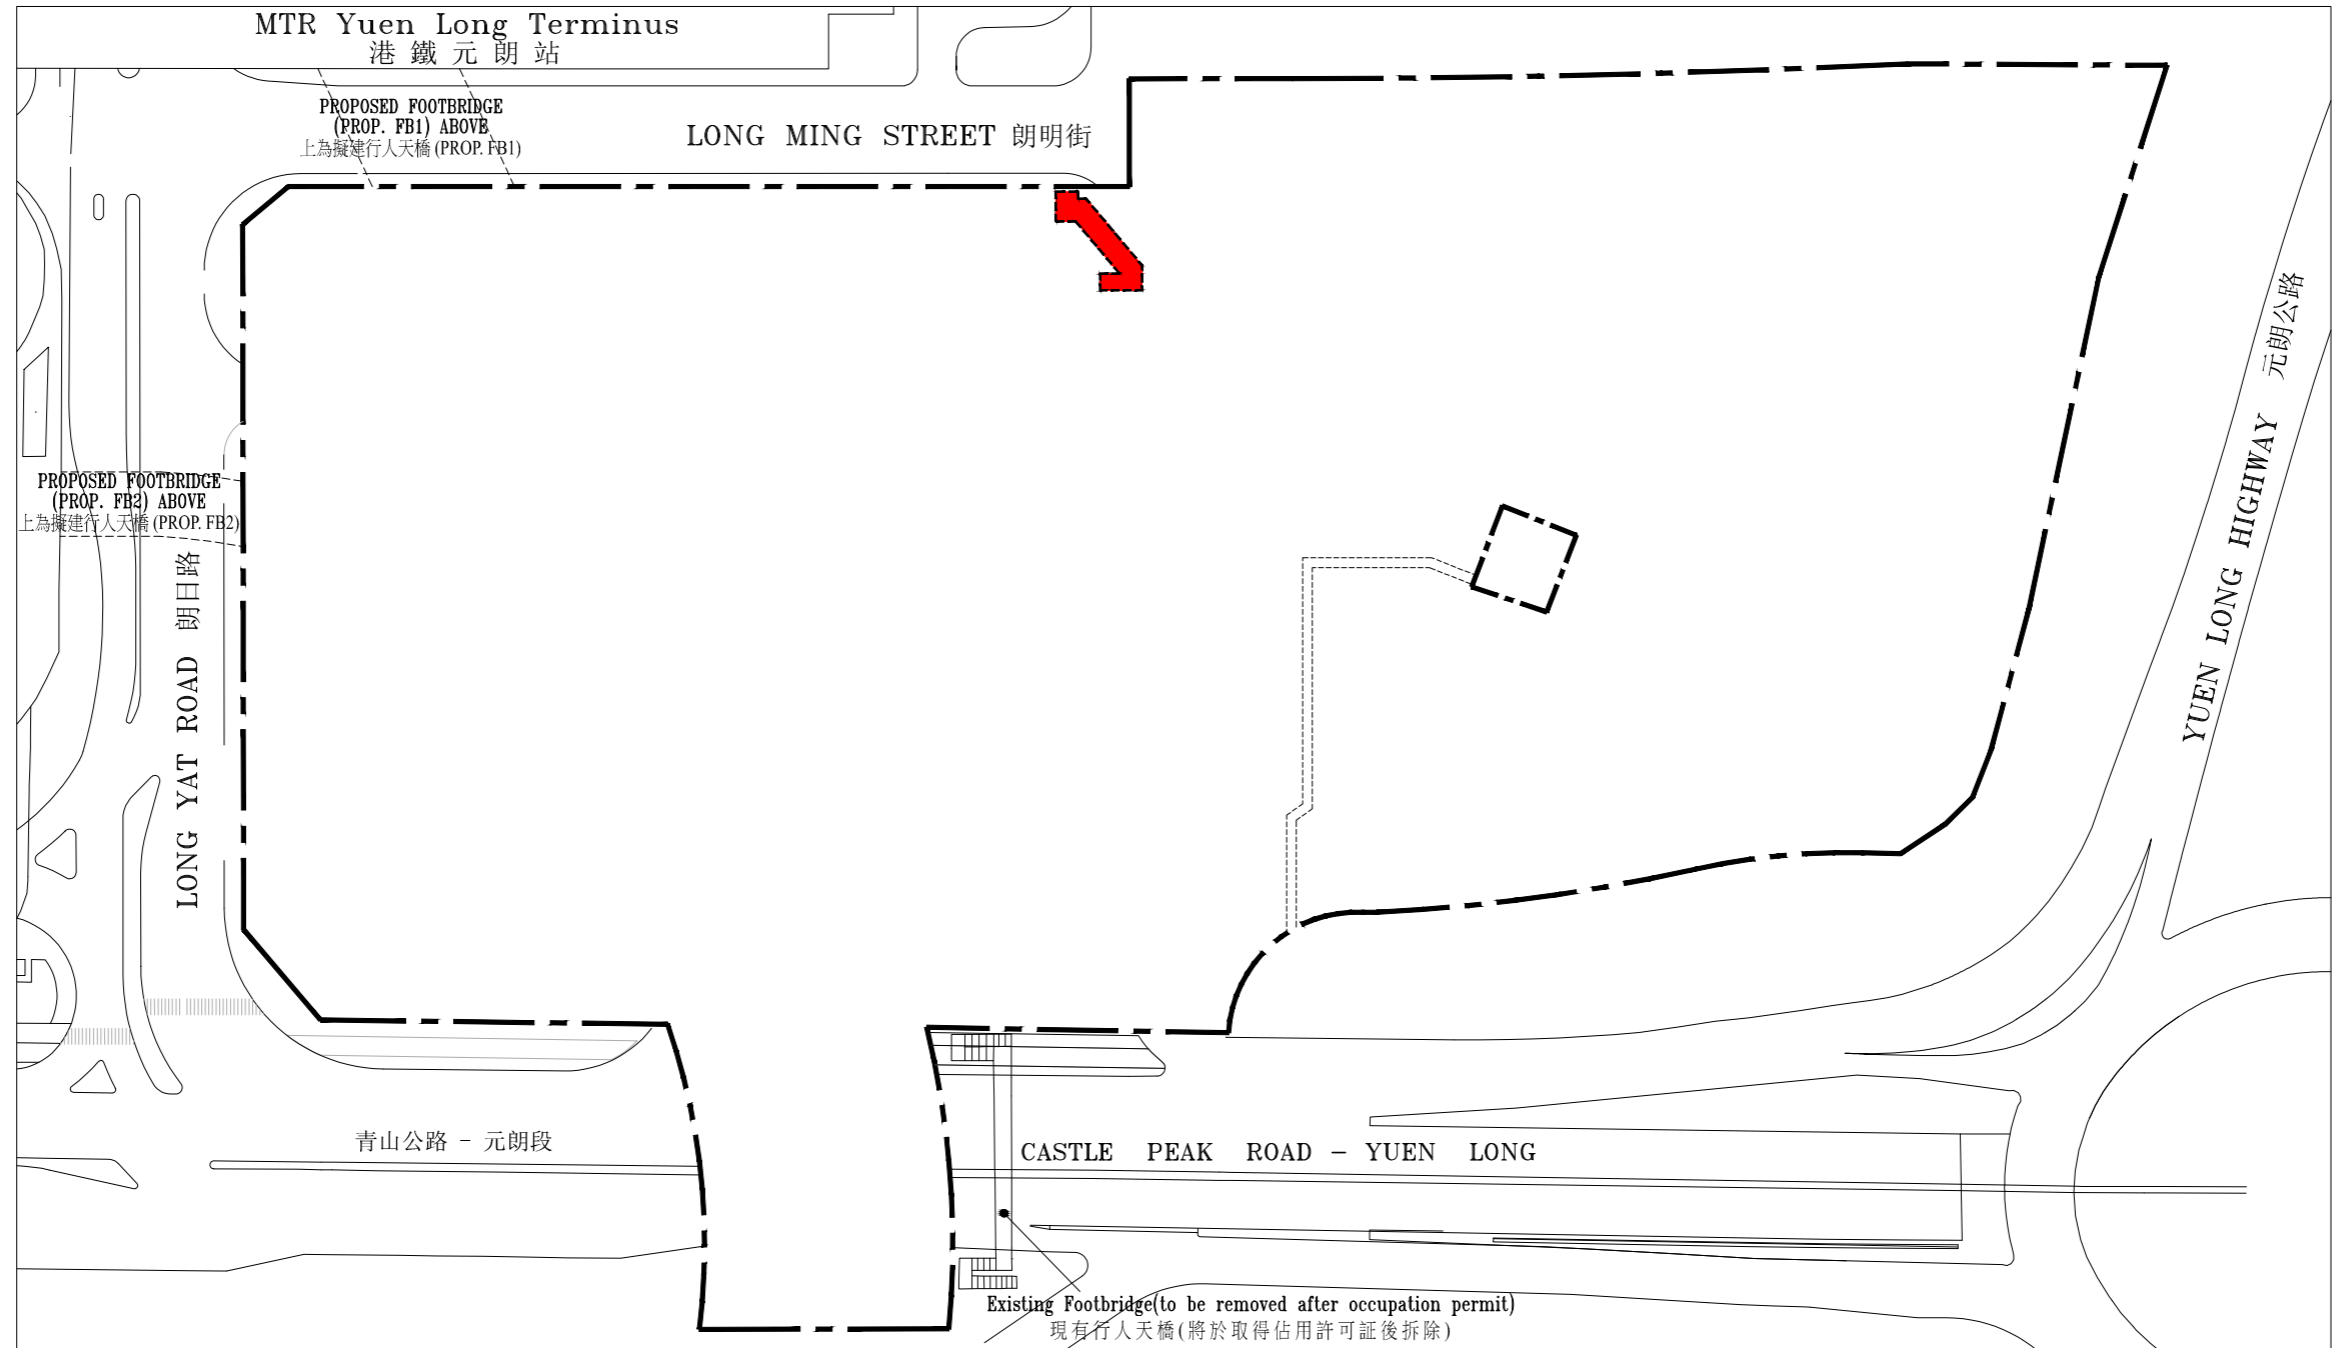 MTR Yuen Long Terminus
港鐵元朗站
PROPOSED FOOTBRIDGE
(PROP. FB1) ABOVE
上為擬建行人天橋 (PROP. FB1)
LONG MING STREET 朗明街
PROPOSED FOOTBRIDGE
(PROP. FB2) ABOVE
上為擬建行人天橋 (PROP. FB2)
LONG YAT ROAD 朗日路
YUEN LONG HIGHWAY 元朗公路
青山公路 - 元朗段
CASTLE PEAK ROAD - YUEN LONG
Existing Footbridge(to be removed after occupation permit)
現有行人天橋(將於取得佔用許可証後拆除)